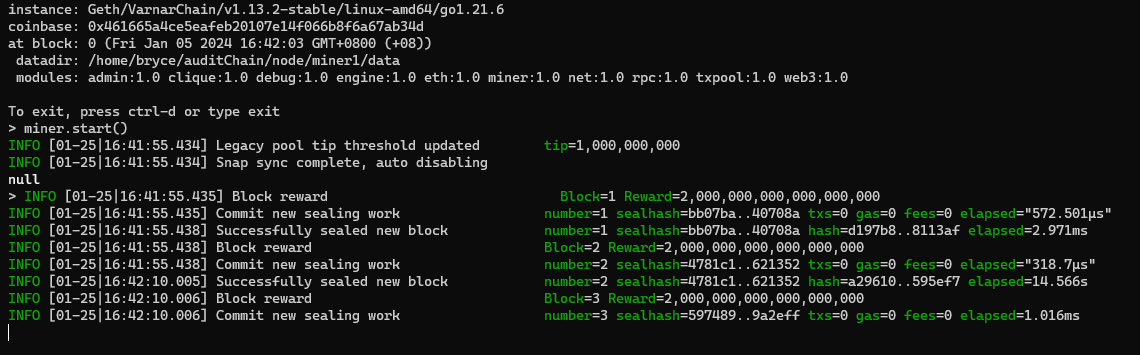 instance: Geth/VarnarChain/v1.13.2-stable/linux-amd64/go1.21.6
coinbase: 0x461665a4ce5eafeb20107e14f066b8f6a67ab34d
at block: 0 (Fri Jan 05 2024 16:42:03 GMT+0800 (+08))
datadir: /home/bryce/auditChain/node/miner1/data
modules: admin:1.0 clique:1.0 debug:1.0 engine:1.0 eth:1.0 miner:1.0 net:1.0 rpc:1.0 txpool:1.0 web3:1.0
To exit, press ctrl-d or type exit
> miner.start()
INFO [01-25|16:41:55.434] Legacy pool tip threshold updated tip=1,000,000,000
INFO [01-25|16:41:55.434] Snap sync complete, auto disabling
null
> INFO [01-25|16:41:55.435] Block reward Block=1 Reward=2,000,000,000,000,000,000
INFO [01-25|16:41:55.435] Commit new sealing work number=1 sealhash=bb07ba..40708a txs=0 gas=0 fees=0 elapsed="572.501µs"
INFO [01-25|16:41:55.438] Successfully sealed new block number=1 sealhash=bb07ba..40708a hash=d197b8..8113af elapsed=2.971ms
INFO [01-25|16:41:55.438] Block reward Block=2 Reward=2,000,000,000,000,000,000
INFO [01-25|16:41:55.438] Commit new sealing work number=2 sealhash=4781c1..621352 txs=0 gas=0 fees=0 elapsed="318.7µs"
INFO [01-25|16:42:10.005] Successfully sealed new block number=2 sealhash=4781c1..621352 hash=a29610..595ef7 elapsed=14.566s
INFO [01-25|16:42:10.006] Block reward Block=3 Reward=2,000,000,000,000,000,000
INFO [01-25|16:42:10.006] Commit new sealing work number=3 sealhash=597489..9a2eff txs=0 gas=0 fees=0 elapsed=1.016ms